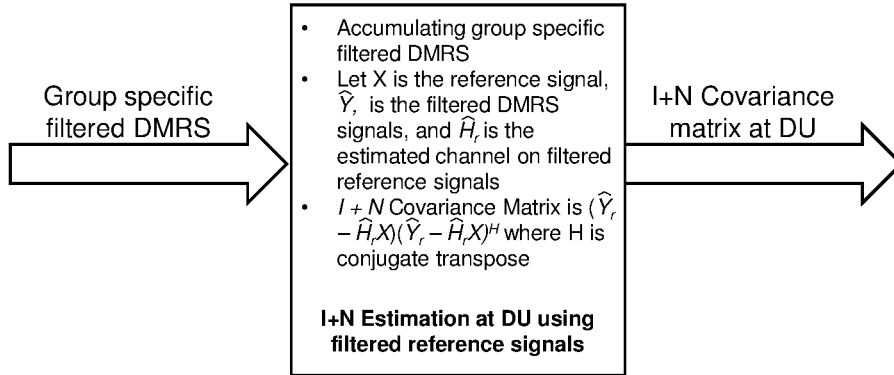 Group specific
filtered DMRS
• Accumulating group specific
filtered DMRS
• Let X is the reference signal,
Ŷ, is the filtered DMRS
signals, and Ĥr is the
estimated channel on filtered
reference signals
• I + N Covariance Matrix is (Ŷr
– ĤrX)(Ŷr – ĤrX)^H where H is
conjugate transpose
I+N Estimation at DU using
filtered reference signals
I+N Covariance
matrix at DU